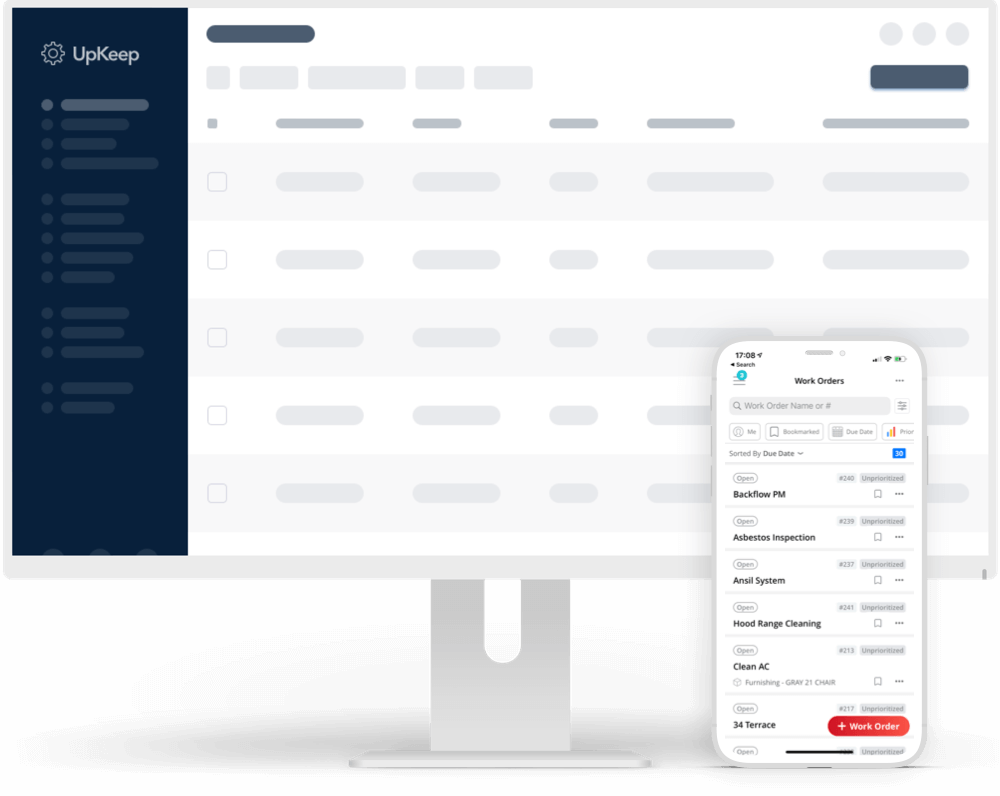 UpKeep
17:08
◀ Search
3
Work Orders
Work Order Name or #
Me Bookmarked Due Date Prior
Sorted By Due Date 30
Open #240 Unprioritized
Backflow PM
Open #239 Unprioritized
Asbestos Inspection
Open #237 Unprioritized
Ansil System
Open #241 Unprioritized
Hood Range Cleaning
Open #213 Unprioritized
Clean AC
Furnishing - GRAY 21 CHAIR
Open #217 Unprioritized
34 Terrace
+ Work Order
Open Unprioritized